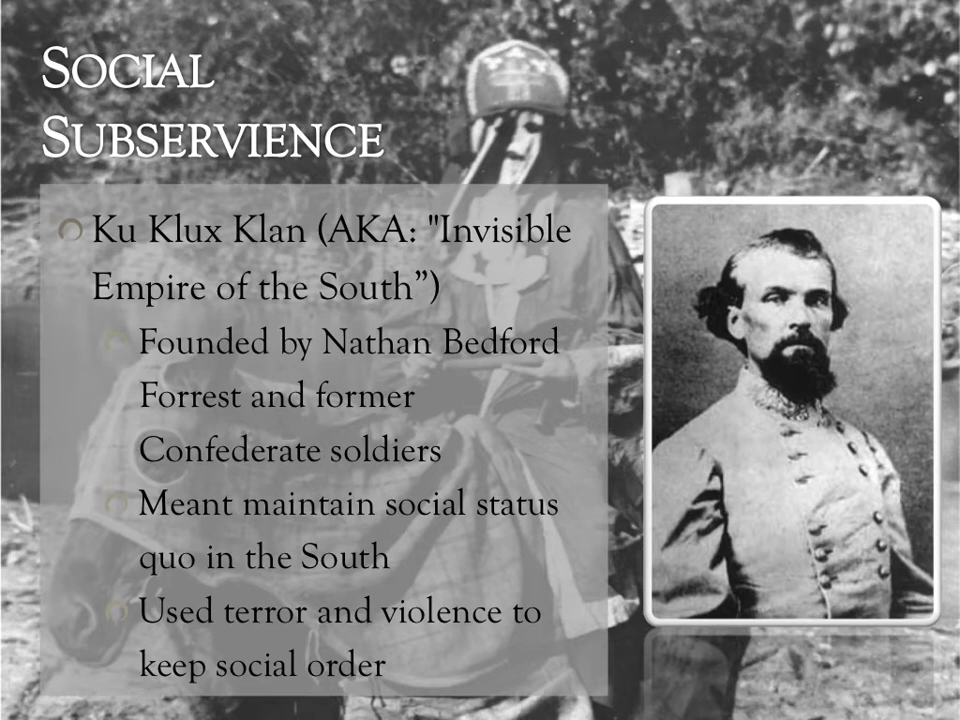 SOCIAL
SUBSERVIENCE
Ku Klux Klan (AKA: "Invisible
Empire of the South”)
Founded by Nathan Bedford
Forrest and former
Confederate soldiers
Meant maintain social status
quo in the South
Used terror and violence to
keep social order